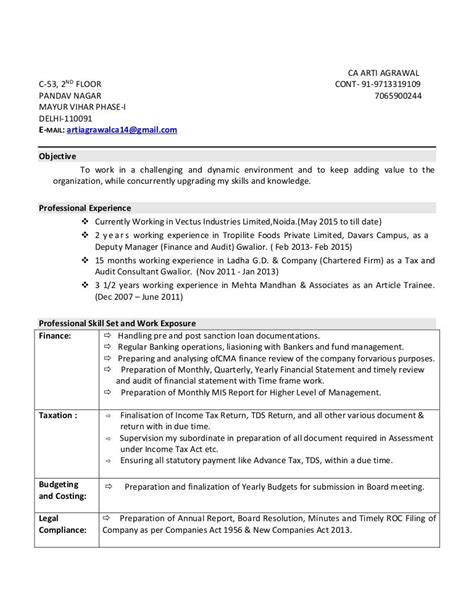 CA ARTI AGRAWAL
C-53, 2ND FLOOR CONT- 91-9713319109
PANDAV NAGAR 7065900244
MAYUR VIHAR PHASE-I
DELHI-110091
E-MAIL: artiagrawalca14@gmail.com
Objective
To work in a challenging and dynamic environment and to keep adding value to the
organization, while concurrently upgrading my skills and knowledge.
Professional Experience
❖ Currently Working in Vectus Industries Limited,Noida.(May 2015 to till date)
❖ 2 years working experience in Tropilite Foods Private Limited, Davars Campus, as a
Deputy Manager (Finance and Audit) Gwalior. ( Feb 2013- Feb 2015)
❖ 15 months working experience in Ladha G.D. & Company (Chartered Firm) as a Tax and
Audit Consultant Gwalior. (Nov 2011 - Jan 2013)
❖ 3 1/2 years working experience in Mehta Mandhan & Associates as an Article Trainee.
(Dec 2007 – June 2011)
Professional Skill Set and Work Exposure
Finance: ⇨ Handling pre and post sanction loan documentations.
⇨ Regular Banking operations, liasioning with Bankers and fund management.
⇨ Preparing and analysing ofCMA finance review of the company forvarious purposes.
⇨ Preparation of Monthly, Quarterly, Yearly Financial Statement and timely review
and audit of financial statement with Time frame work.
⇨ Preparation of Monthly MIS Report for Higher Level of Management.
Taxation : ⇨ Finalisation of Income Tax Return, TDS Return, and all other various document &
return with in due time.
⇨ Supervision my subordinate in preparation of all document required in Assessment
under Income Tax Act etc.
⇨ Ensuring all statutory payment like Advance Tax, TDS, within a due time.
Budgeting ⇨ Preparation and finalization of Yearly Budgets for submission in Board meeting.
and Costing:
Legal ⇨ Preparation of Annual Report, Board Resolution, Minutes and Timely ROC Filing of
Compliance: Company as per Companies Act 1956 & New Companies Act 2013.